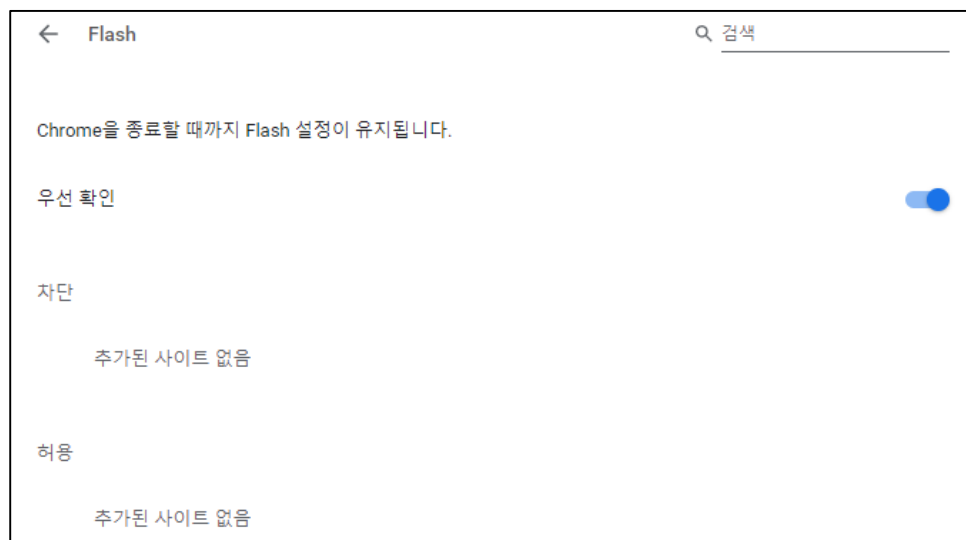 Flash
검색
Chrome을 종료할 때까지 Flash 설정이 유지됩니다.
우선 확인
차단
추가된 사이트 없음
허용
추가된 사이트 없음